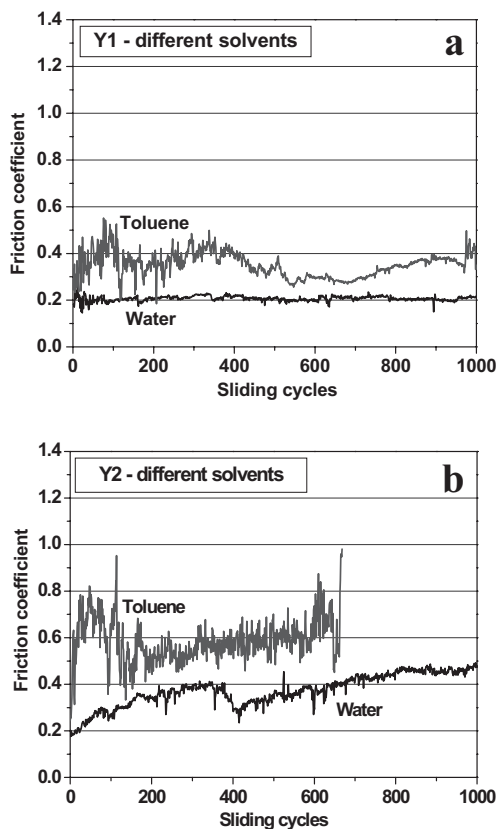 Y1 - different solvents
a
1.4
1.2
1.0
0.8
0.6
0.4
0.2
0.0
Friction coefficient
Toluene
Water
0 200 400 600 800 1000
Sliding cycles
Y2 - different solvents
b
1.4
1.2
1.0
0.8
0.6
0.4
0.2
0.0
Friction coefficient
Toluene
Water
0 200 400 600 800 1000
Sliding cycles